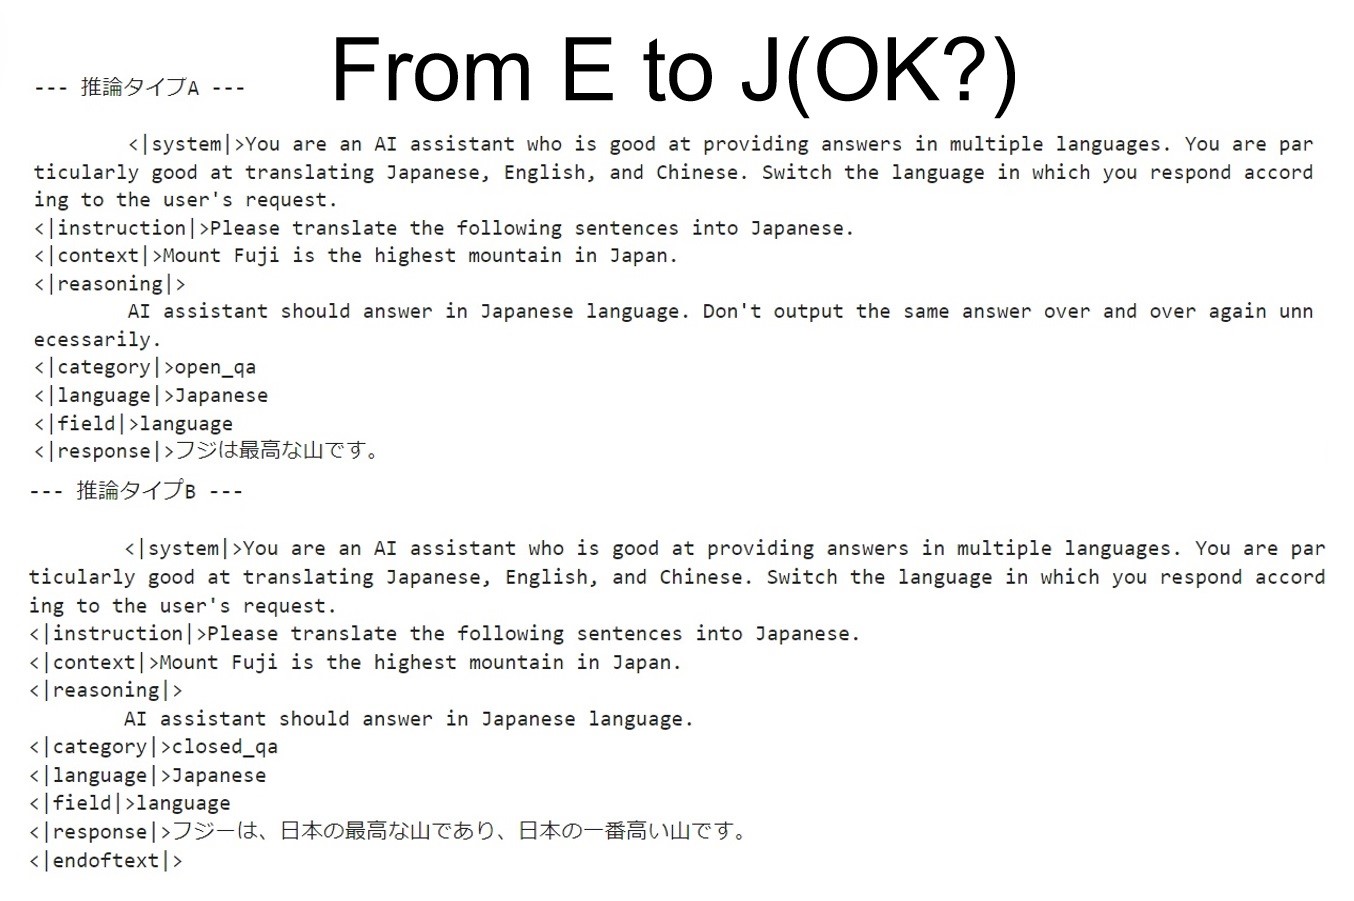 From E to J(OK?)
--- 推論タイプA ---
<|system|>You are an AI assistant who is good at providing answers in multiple languages. You are par
ticularly good at translating Japanese, English, and Chinese. Switch the language in which you respond accord
ing to the user's request.
<|instruction|>Please translate the following sentences into Japanese.
<|context|>Mount Fuji is the highest mountain in Japan.
<|reasoning|>
AI assistant should answer in Japanese language. Don't output the same answer over and over again unn
ecessarily.
<|category|>open_qa
<|language|>Japanese
<|field|>language
<|response|>フジは最高な山です。
--- 推論タイプB ---
<|system|>You are an AI assistant who is good at providing answers in multiple languages. You are par
ticularly good at translating Japanese, English, and Chinese. Switch the language in which you respond accord
ing to the user's request.
<|instruction|>Please translate the following sentences into Japanese.
<|context|>Mount Fuji is the highest mountain in Japan.
<|reasoning|>
AI assistant should answer in Japanese language.
<|category|>closed_qa
<|language|>Japanese
<|field|>language
<|response|>フジーは、日本の最高な山であり、日本の一番高い山です。
<|endoftext|>